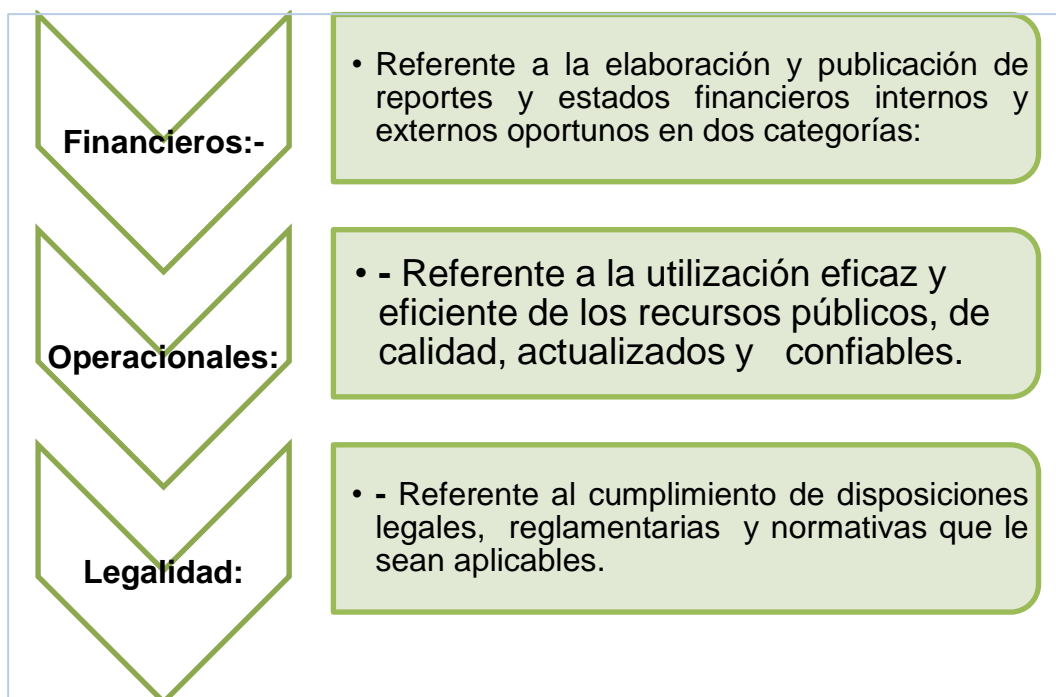 Financieros:-
• Referente a la elaboración y publicación de
reportes y estados financieros internos y
externos oportunos en dos categorías:
Operacionales:
• - Referente a la utilización eficaz y
eficiente de los recursos públicos, de
calidad, actualizados y confiables.
Legalidad:
• - Referente al cumplimiento de disposiciones
legales, reglamentarias y normativas que le
sean aplicables.